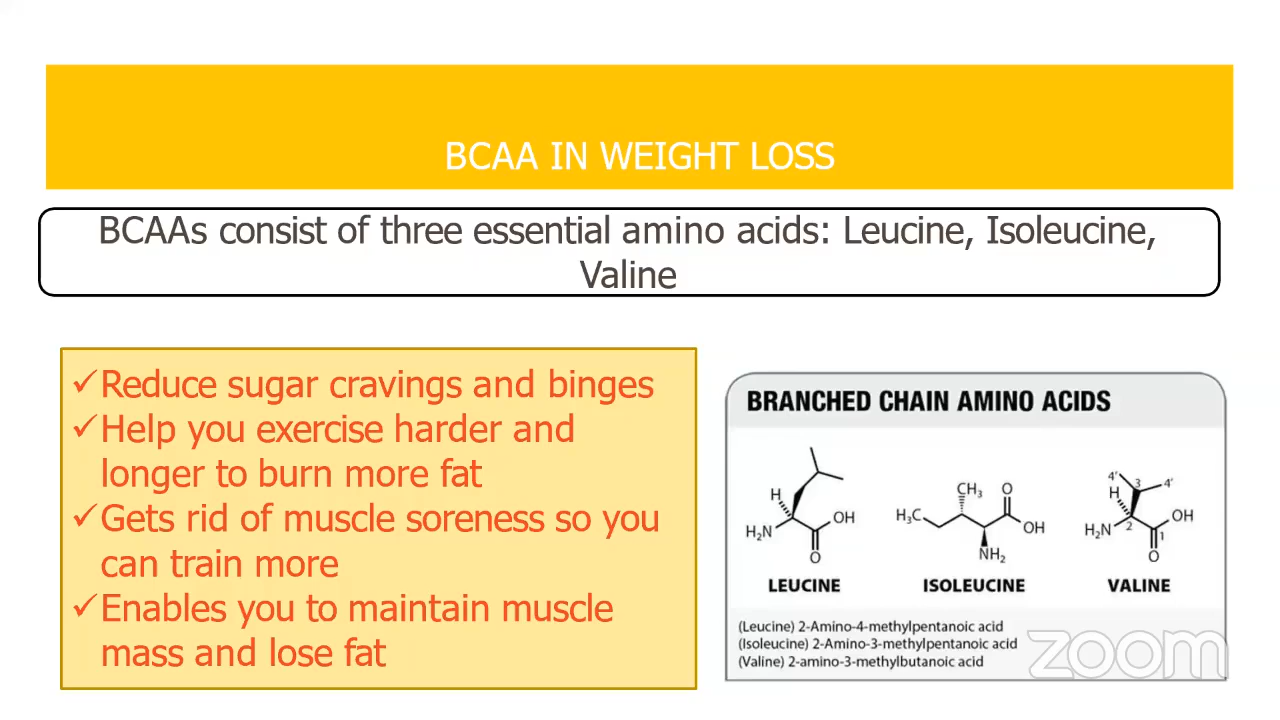 BCAA IN WEIGHT LOSS
BCAAs consist of three essential amino acids: Leucine, Isoleucine,
Valine
✓Reduce sugar cravings and binges
✓Help you exercise harder and
longer to burn more fat
✓Gets rid of muscle soreness so you
can train more
✓Enables you to maintain muscle
mass and lose fat
BRANCHED CHAIN AMINO ACIDS
H
OH
H₂N
O
LEUCINE
CH₃
O
H₃C
OH
NH₂
ISOLEUCINE
4'
3
4'
H
OH
H₂N
2
1
O
VALINE
(Leucine) 2-Amino-4-methylpentanoic acid
(Isoleucine) 2-Amino-3-methylpentanoic acid
(Valine) 2-amino-3-methylbutanoic acid
zoom